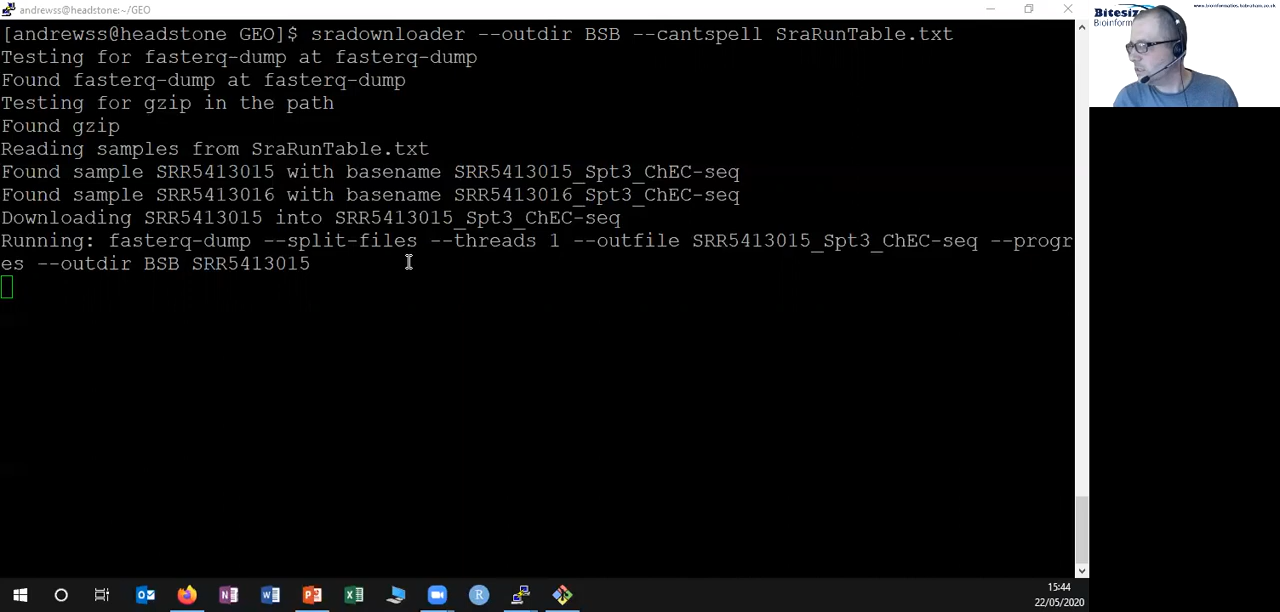 andrewss@headstone:~/GEO
[andrewss@headstone GEO]$ sradownloader --outdir BSB --cantspell SraRunTable.txt
Testing for fasterq-dump at fasterq-dump
Found fasterq-dump at fasterq-dump
Testing for gzip in the path
Found gzip
Reading samples from SraRunTable.txt
Found sample SRR5413015 with basename SRR5413015_Spt3_ChEC-seq
Found sample SRR5413016 with basename SRR5413016_Spt3_ChEC-seq
Downloading SRR5413015 into SRR5413015_Spt3_ChEC-seq
Running: fasterq-dump --split-files --threads 1 --outfile SRR5413015_Spt3_ChEC-seq --progr
es --outdir BSB SRR5413015
15:44
22/05/2020